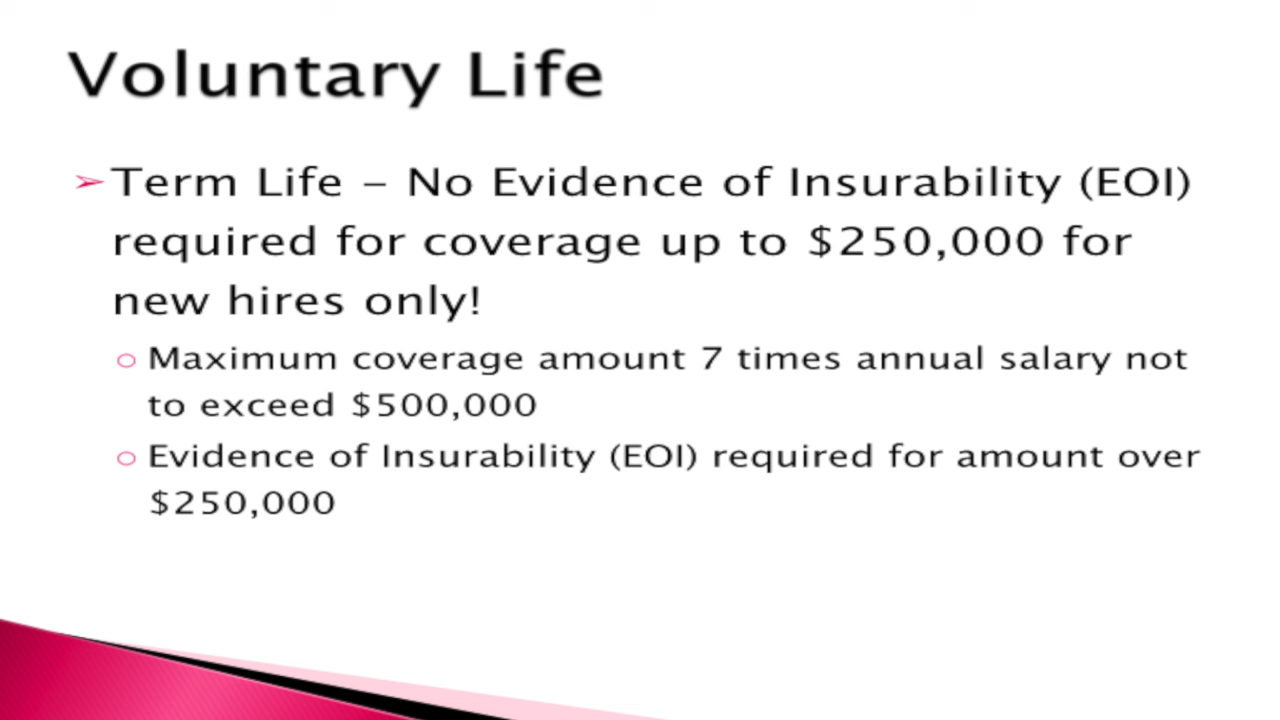 Voluntary Life
➢ Term Life – No Evidence of Insurability (EOI)
required for coverage up to $250,000 for
new hires only!
○ Maximum coverage amount 7 times annual salary not
to exceed $500,000
○ Evidence of Insurability (EOI) required for amount over
$250,000